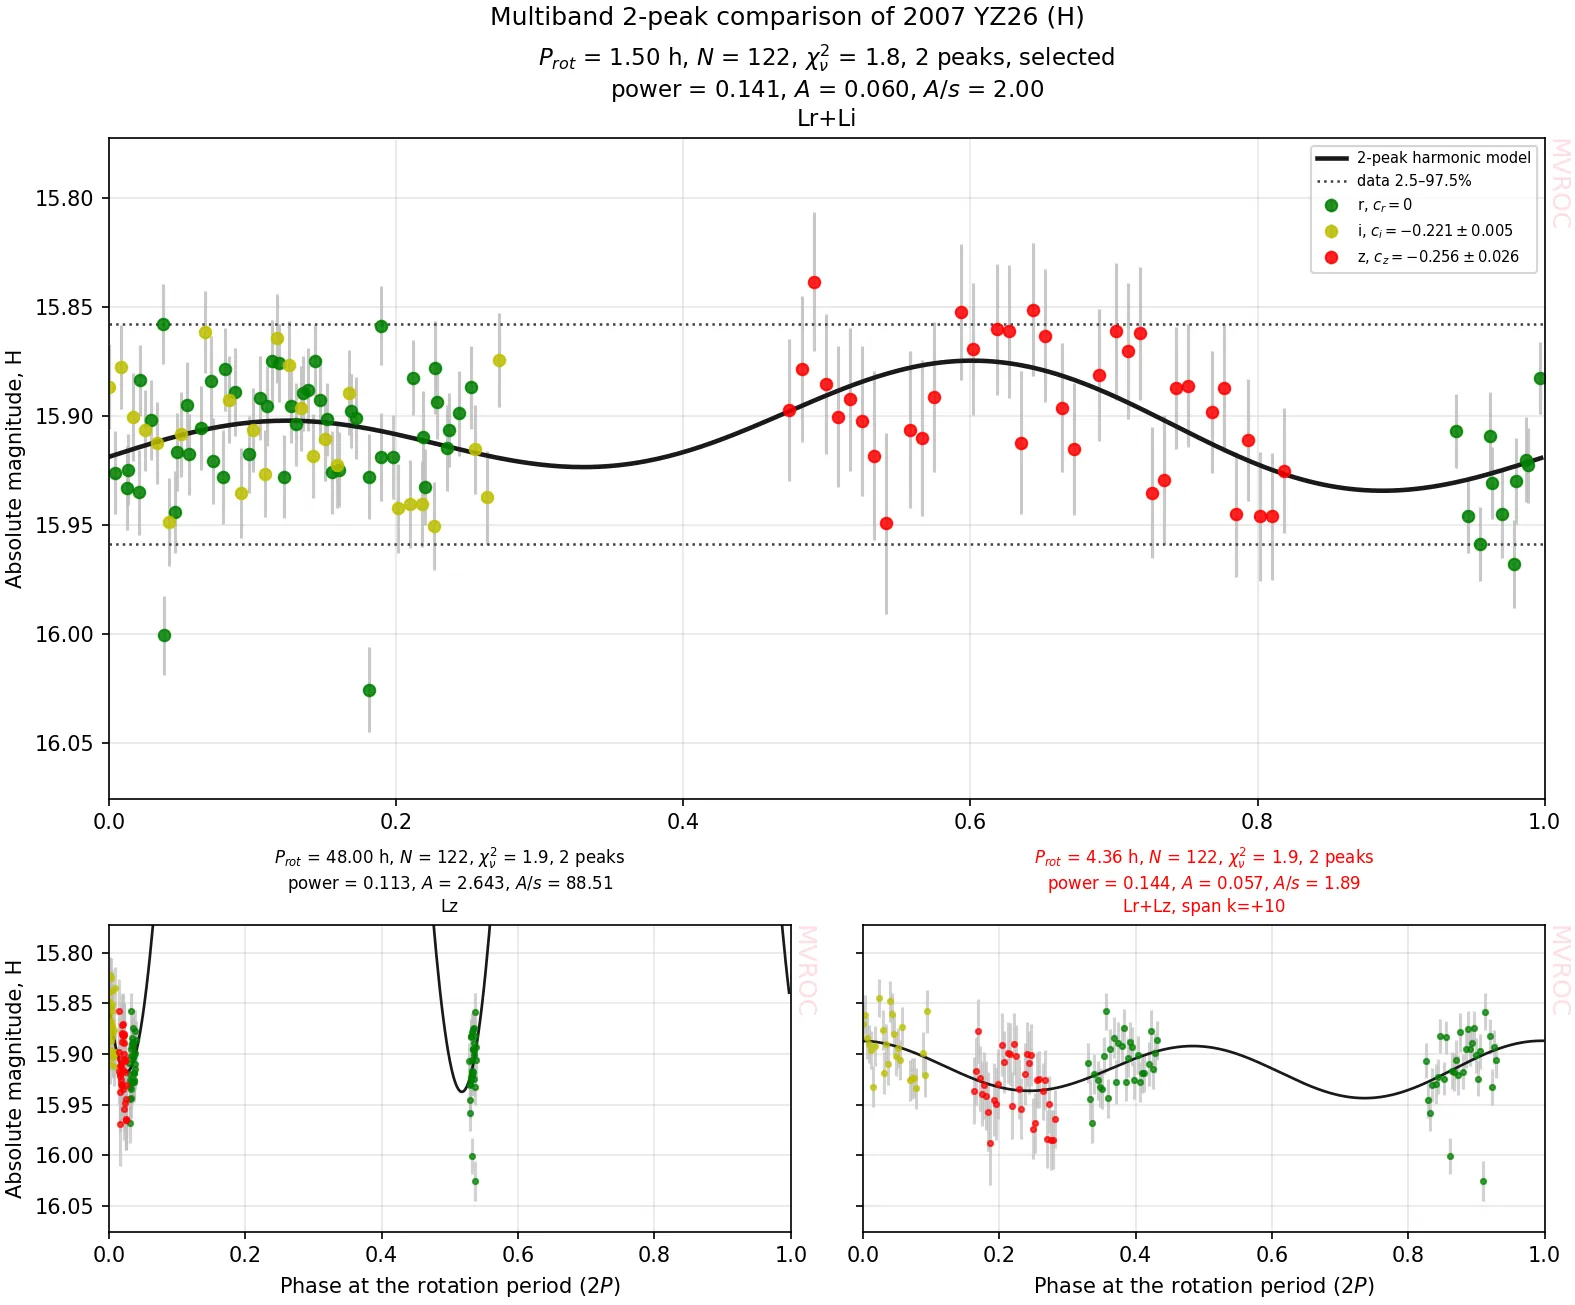 Multiband 2-peak comparison of 2007 YZ26 (H)
P_rot = 1.50 h, N = 122, χ²_ν = 1.8, 2 peaks, selected
power = 0.141, A = 0.060, A/s = 2.00
Lr+Li
2-peak harmonic model
data 2.5–97.5%
r, c_r = 0
i, c_i = −0.221 ± 0.005
z, c_z = −0.256 ± 0.026
MVROC
Absolute magnitude, H
15.80
15.85
15.90
15.95
16.00
16.05
0.0 0.2 0.4 0.6 0.8 1.0
P_rot = 48.00 h, N = 122, χ²_ν = 1.9, 2 peaks
power = 0.113, A = 2.643, A/s = 88.51
Lz
MVROC
Absolute magnitude, H
15.80
15.85
15.90
15.95
16.00
16.05
0.0 0.2 0.4 0.6 0.8 1.0
Phase at the rotation period (2P)
P_rot = 4.36 h, N = 122, χ²_ν = 1.9, 2 peaks
power = 0.144, A = 0.057, A/s = 1.89
Lr+Lz, span k=+10
MVROC
0.0 0.2 0.4 0.6 0.8 1.0
Phase at the rotation period (2P)